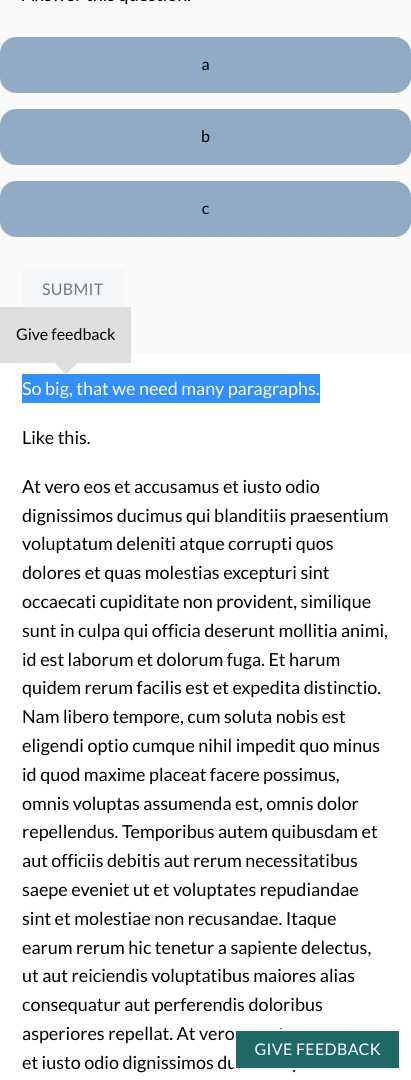 a
b
c
SUBMIT
Give feedback
So big, that we need many paragraphs.
Like this.
At vero eos et accusamus et iusto odio
dignissimos ducimus qui blanditiis praesentium
voluptatum deleniti atque corrupti quos
dolores et quas molestias excepturi sint
occaecati cupiditate non provident, similique
sunt in culpa qui officia deserunt mollitia animi,
id est laborum et dolorum fuga. Et harum
quidem rerum facilis est et expedita distinctio.
Nam libero tempore, cum soluta nobis est
eligendi optio cumque nihil impedit quo minus
id quod maxime placeat facere possimus,
omnis voluptas assumenda est, omnis dolor
repellendus. Temporibus autem quibusdam et
aut officiis debitis aut rerum necessitatibus
saepe eveniet ut et voluptates repudiandae
sint et molestiae non recusandae. Itaque
earum rerum hic tenetur a sapiente delectus,
ut aut reiciendis voluptatibus maiores alias
consequatur aut perferendis doloribus
asperiores repellat. At vero
et iusto odio dignissimos
GIVE FEEDBACK